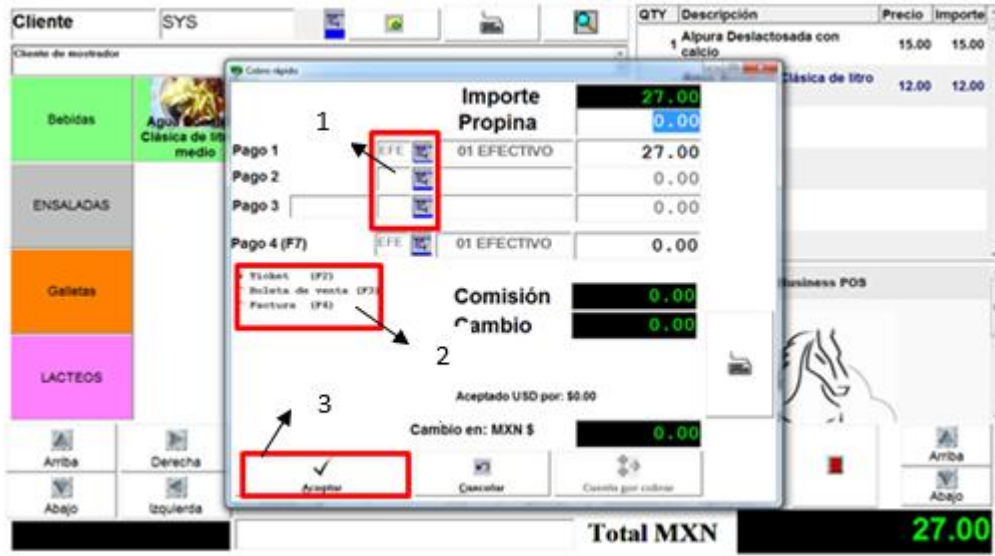 Cliente
SYS
QTY Descripción Precio Importe
Cliente de mostrador
1 Alpura Deslactosada con calcio 15.00 15.00
Clásica de litro 12.00 12.00
Bebidas
Agua
Clásica de
medio
ENSALADAS
Galletas
LACTEOS
Cobro rápido
Importe 27.00
Propina 0.00
1
Pago 1 EFE 01 EFECTIVO 27.00
Pago 2 0.00
Pago 3 0.00
Pago 4 (F7) EFE 01 EFECTIVO 0.00
Ticket (F2)
Boleta de venta (F3)
Factura (F4)
Comisión 0.00
Cambio 0.00
2
3
Aceptado USD por: $0.00
Cambio en: MXN $ 0.00
Aceptar
Cancelar
Cuenta por cobrar
Business POS
Arriba
Derecha
Abajo
Izquierda
Arriba
Abajo
Total MXN 27.00